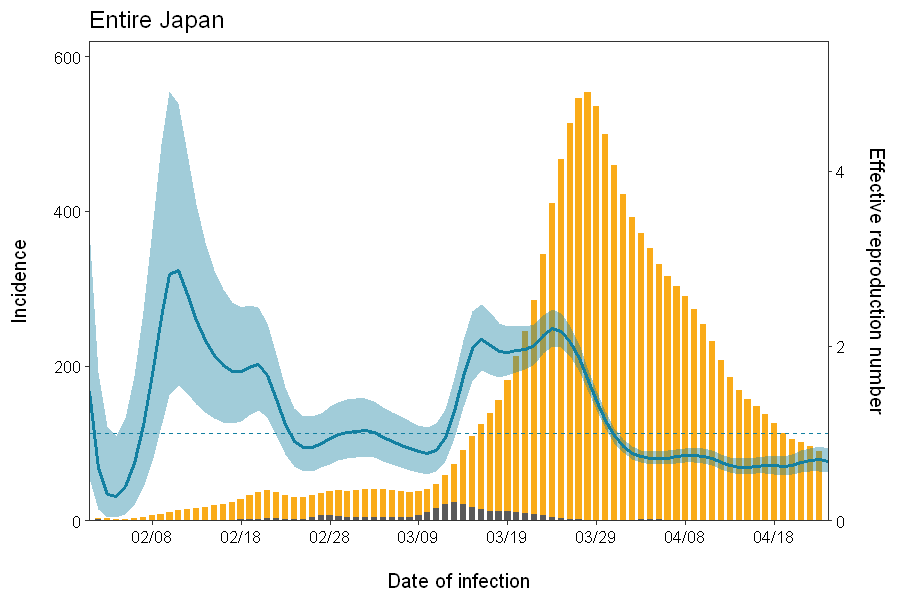 Entire Japan
600
400
200
0
Incidence
4
2
0
Effective reproduction number
02/08 02/18 02/28 03/09 03/19 03/29 04/08 04/18
Date of infection